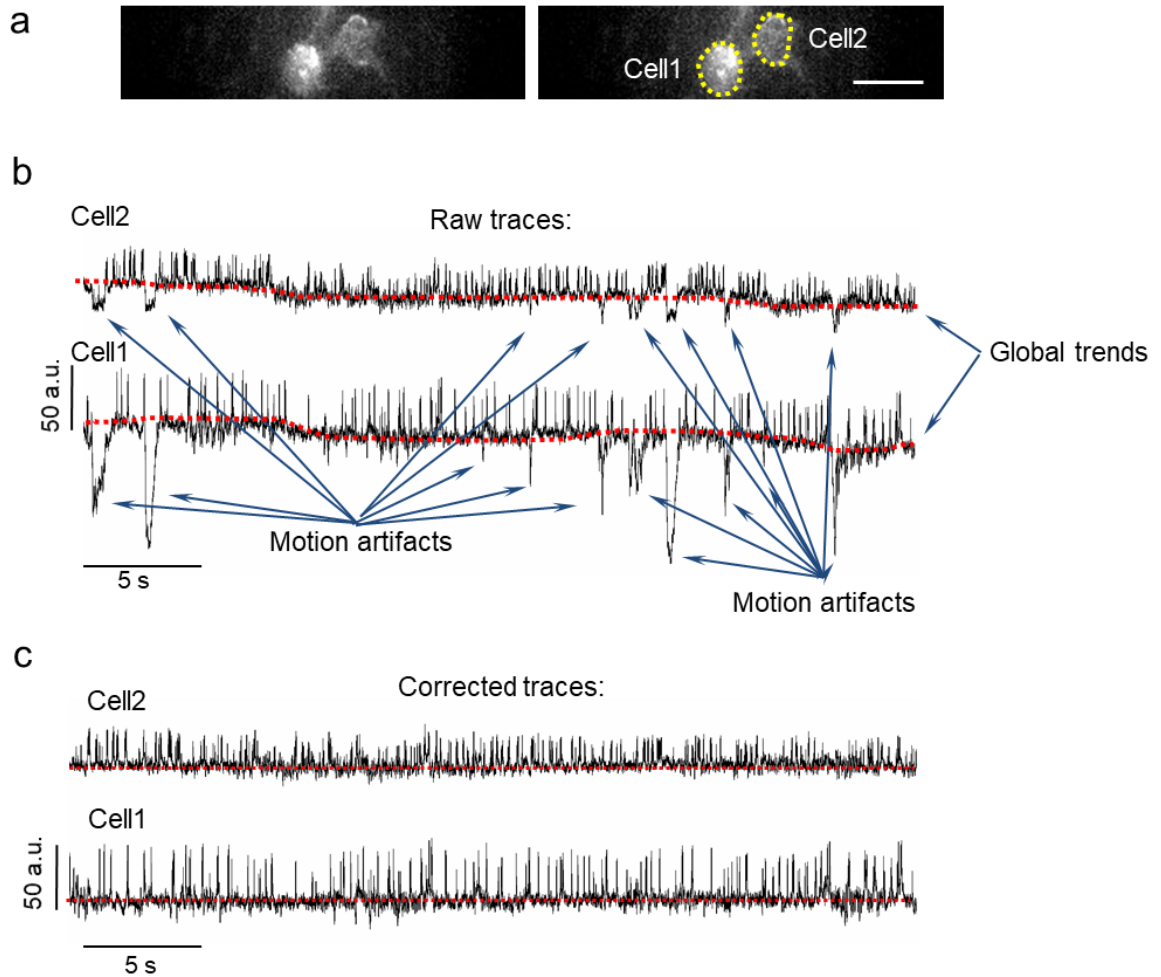 a
Cell1
Cell2
b
Cell2
Raw traces:
Cell1
50 a.u.
Global trends
Motion artifacts
5 s
Motion artifacts
c
Corrected traces:
Cell2
Cell1
50 a.u.
5 s